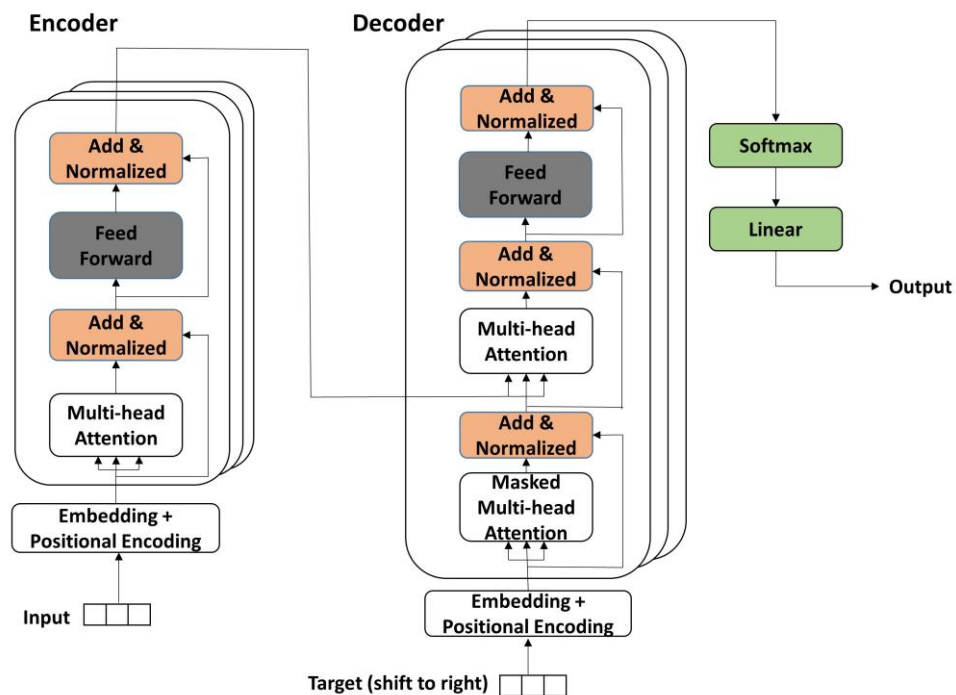 Encoder
Add &
Normalized
Feed
Forward
Add &
Normalized
Multi-head
Attention
Embedding +
Positional Encoding
Input
Decoder
Add &
Normalized
Feed
Forward
Add &
Normalized
Multi-head
Attention
Add &
Normalized
Masked
Multi-head
Attention
Embedding +
Positional Encoding
Target (shift to right)
Softmax
Linear
Output